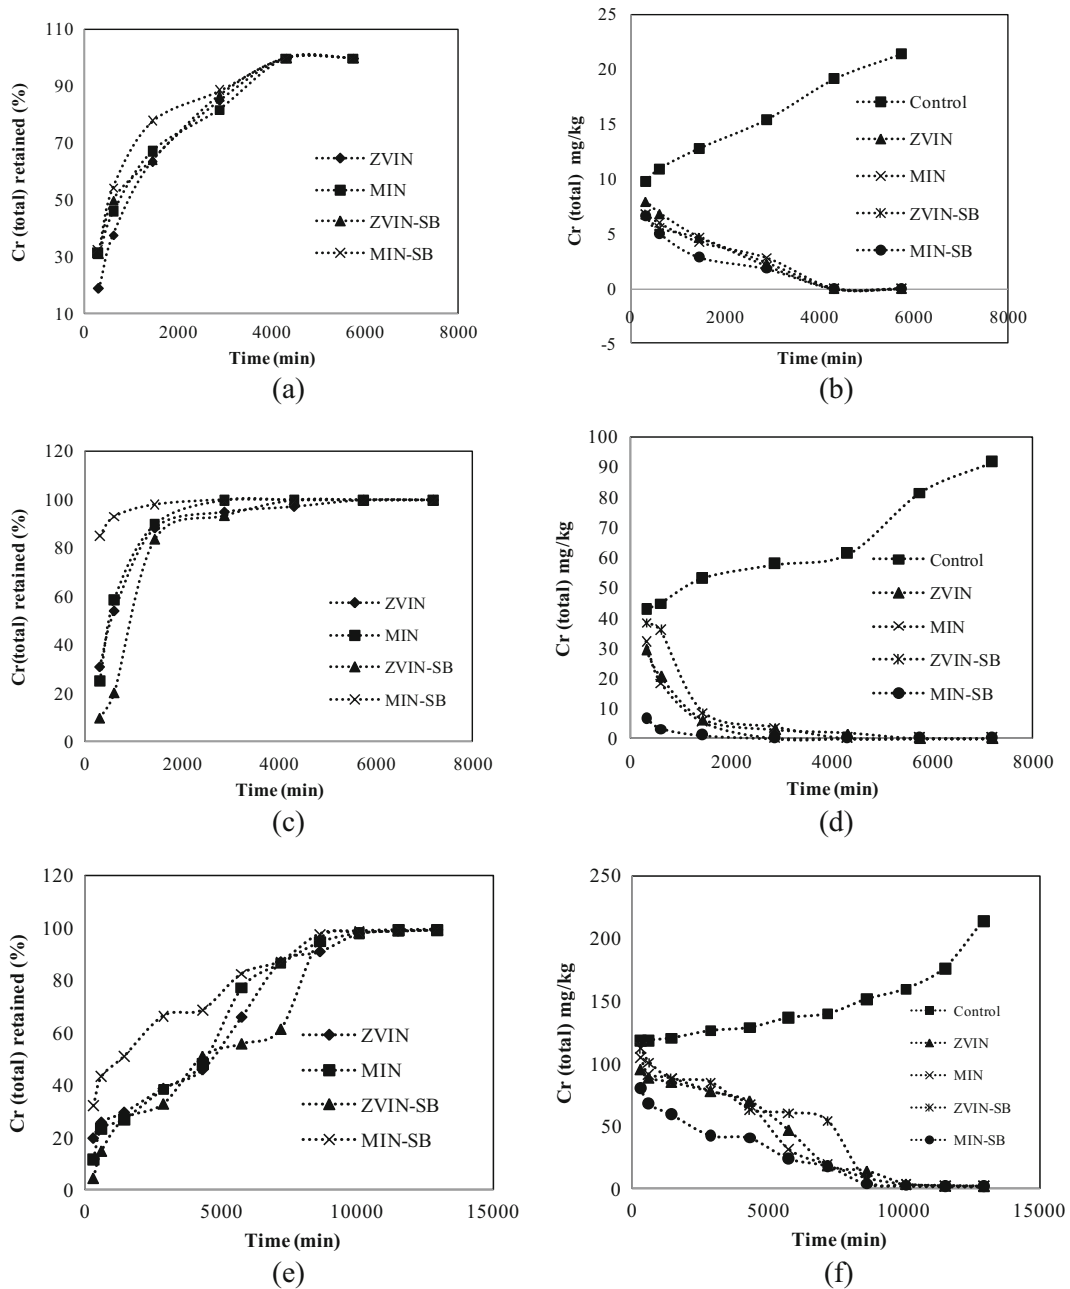 110
90
70
50
30
10
0
2000
4000
6000
8000
Cr (total) retained (%)
Time (min)
ZVIN
MIN
ZVIN-SB
MIN-SB
(a)
25
20
15
10
5
0
-5
0
2000
4000
6000
8000
Cr (total) mg/kg
Time (min)
Control
ZVIN
MIN
ZVIN-SB
MIN-SB
(b)
120
100
80
60
40
20
0
0
2000
4000
6000
8000
Cr(total) retained (%)
Time (min)
ZVIN
MIN
ZVIN-SB
MIN-SB
(c)
100
90
80
70
60
50
40
30
20
10
0
0
2000
4000
6000
8000
Cr (total) mg/kg
Time (min)
Control
ZVIN
MIN
ZVIN-SB
MIN-SB
(d)
120
100
80
60
40
20
0
0
5000
10000
15000
Cr (total) retained (%)
Time (min)
ZVIN
MIN
ZVIN-SB
MIN-SB
(e)
250
200
150
100
50
0
0
5000
10000
15000
Cr (total) mg/kg
Time (min)
Control
ZVIN
MIN
ZVIN-SB
MIN-SB
(f)